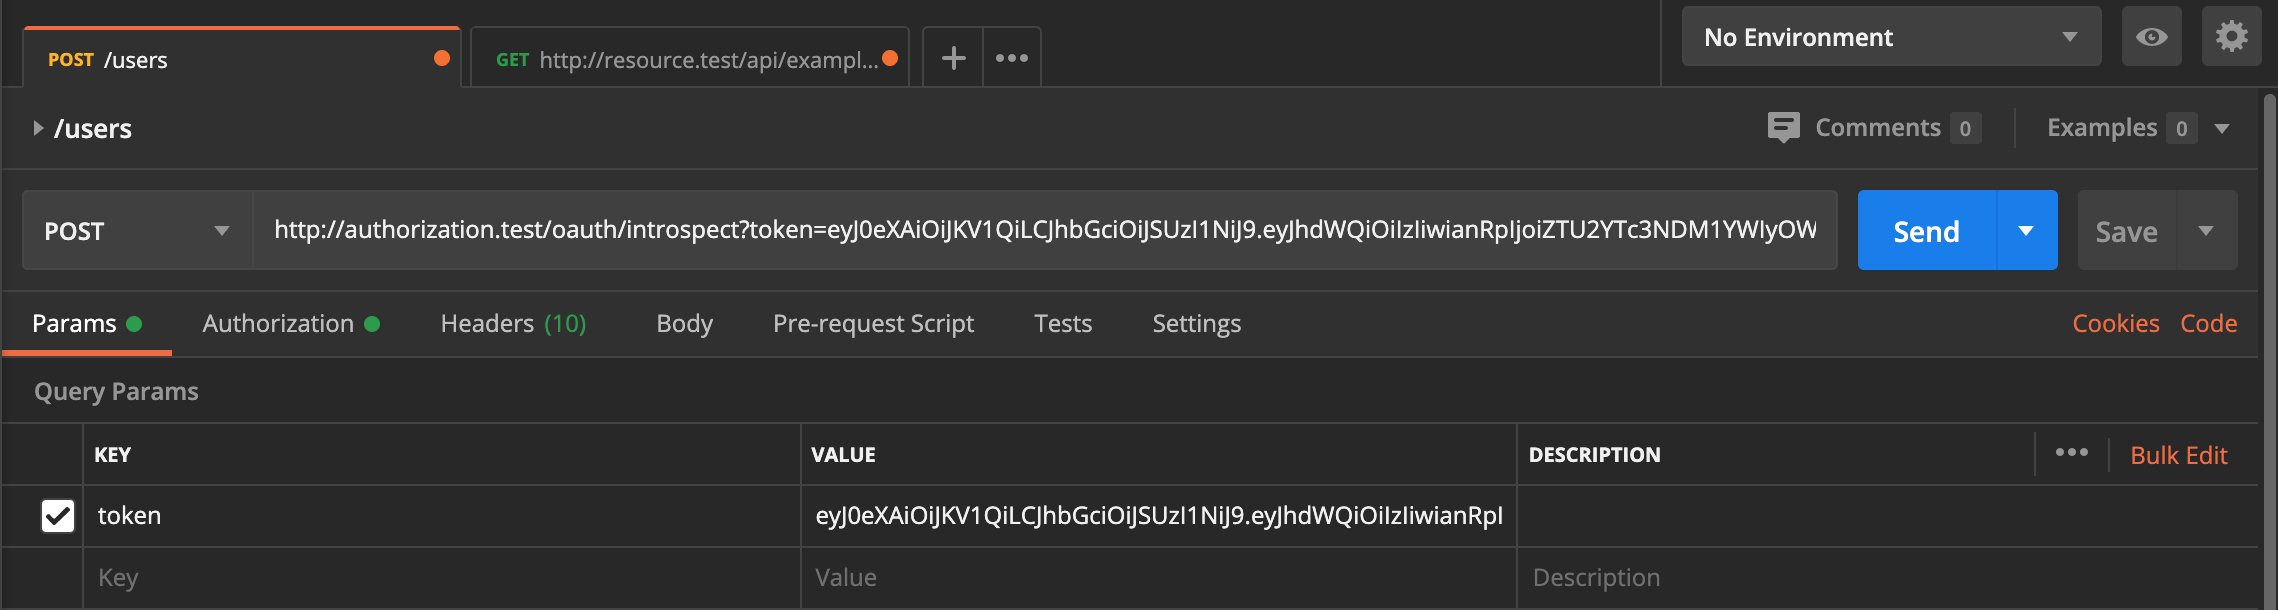 POST /users
GET http://resource.test/api/exampl...
No Environment
/users
Comments 0
Examples 0
POST
http://authorization.test/oauth/introspect?token=eyJ0eXAiOiJKV1QiLCJhbGciOiJSUzI1NiJ9.eyJhdWQiOiIzIiwianRpIjoiZTU2YTc3NDM1YWIyOW
Send
Save
Params
Authorization
Headers (10)
Body
Pre-request Script
Tests
Settings
Cookies
Code
Query Params
KEY
VALUE
DESCRIPTION
Bulk Edit
token
eyJ0eXAiOiJKV1QiLCJhbGciOiJSUzI1NiJ9.eyJhdWQiOiIzIiwianRpI
Key
Value
Description